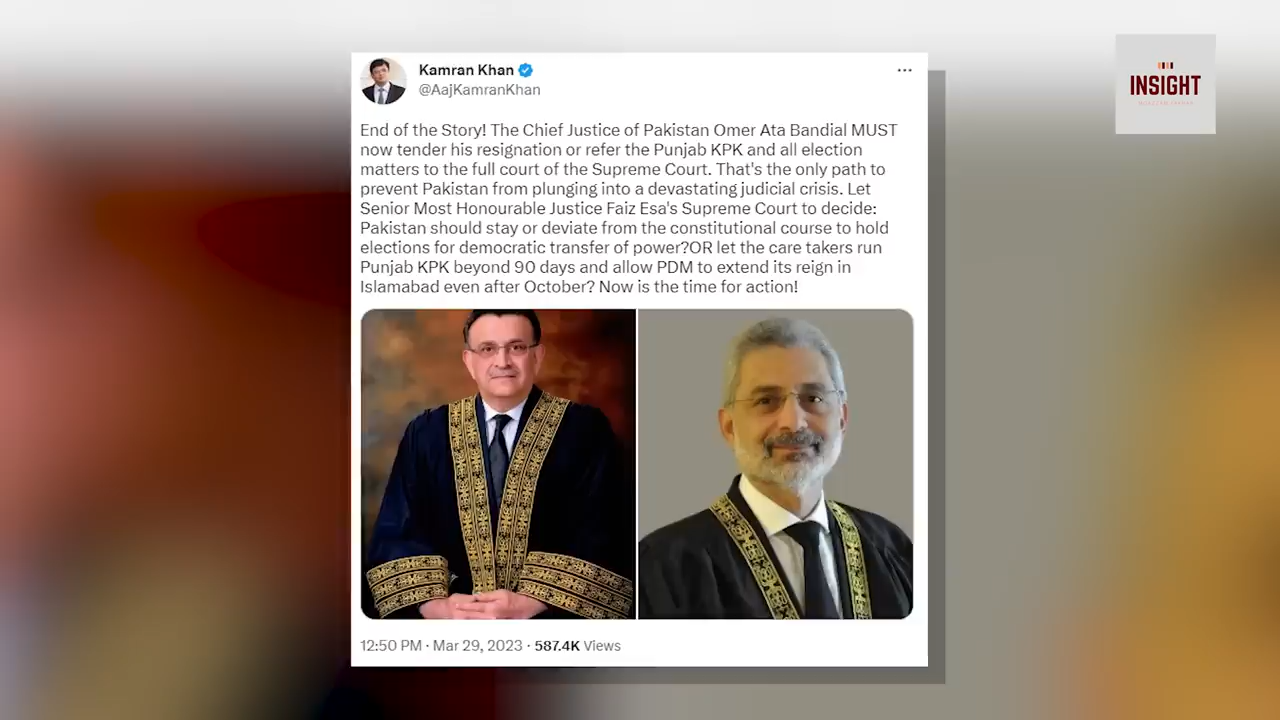 INSIGHT
Kamran Khan
@AajKamranKhan
End of the Story! The Chief Justice of Pakistan Omer Ata Bandial MUST
now tender his resignation or refer the Punjab KPK and all election
matters to the full court of the Supreme Court. That's the only path to
prevent Pakistan from plunging into a devastating judicial crisis. Let
Senior Most Honourable Justice Faiz Esa's Supreme Court to decide:
Pakistan should stay or deviate from the constitutional course to hold
elections for democratic transfer of power?OR let the care takers run
Punjab KPK beyond 90 days and allow PDM to extend its reign in
Islamabad even after October? Now is the time for action!
12:50 PM · Mar 29, 2023 · 587.4K Views